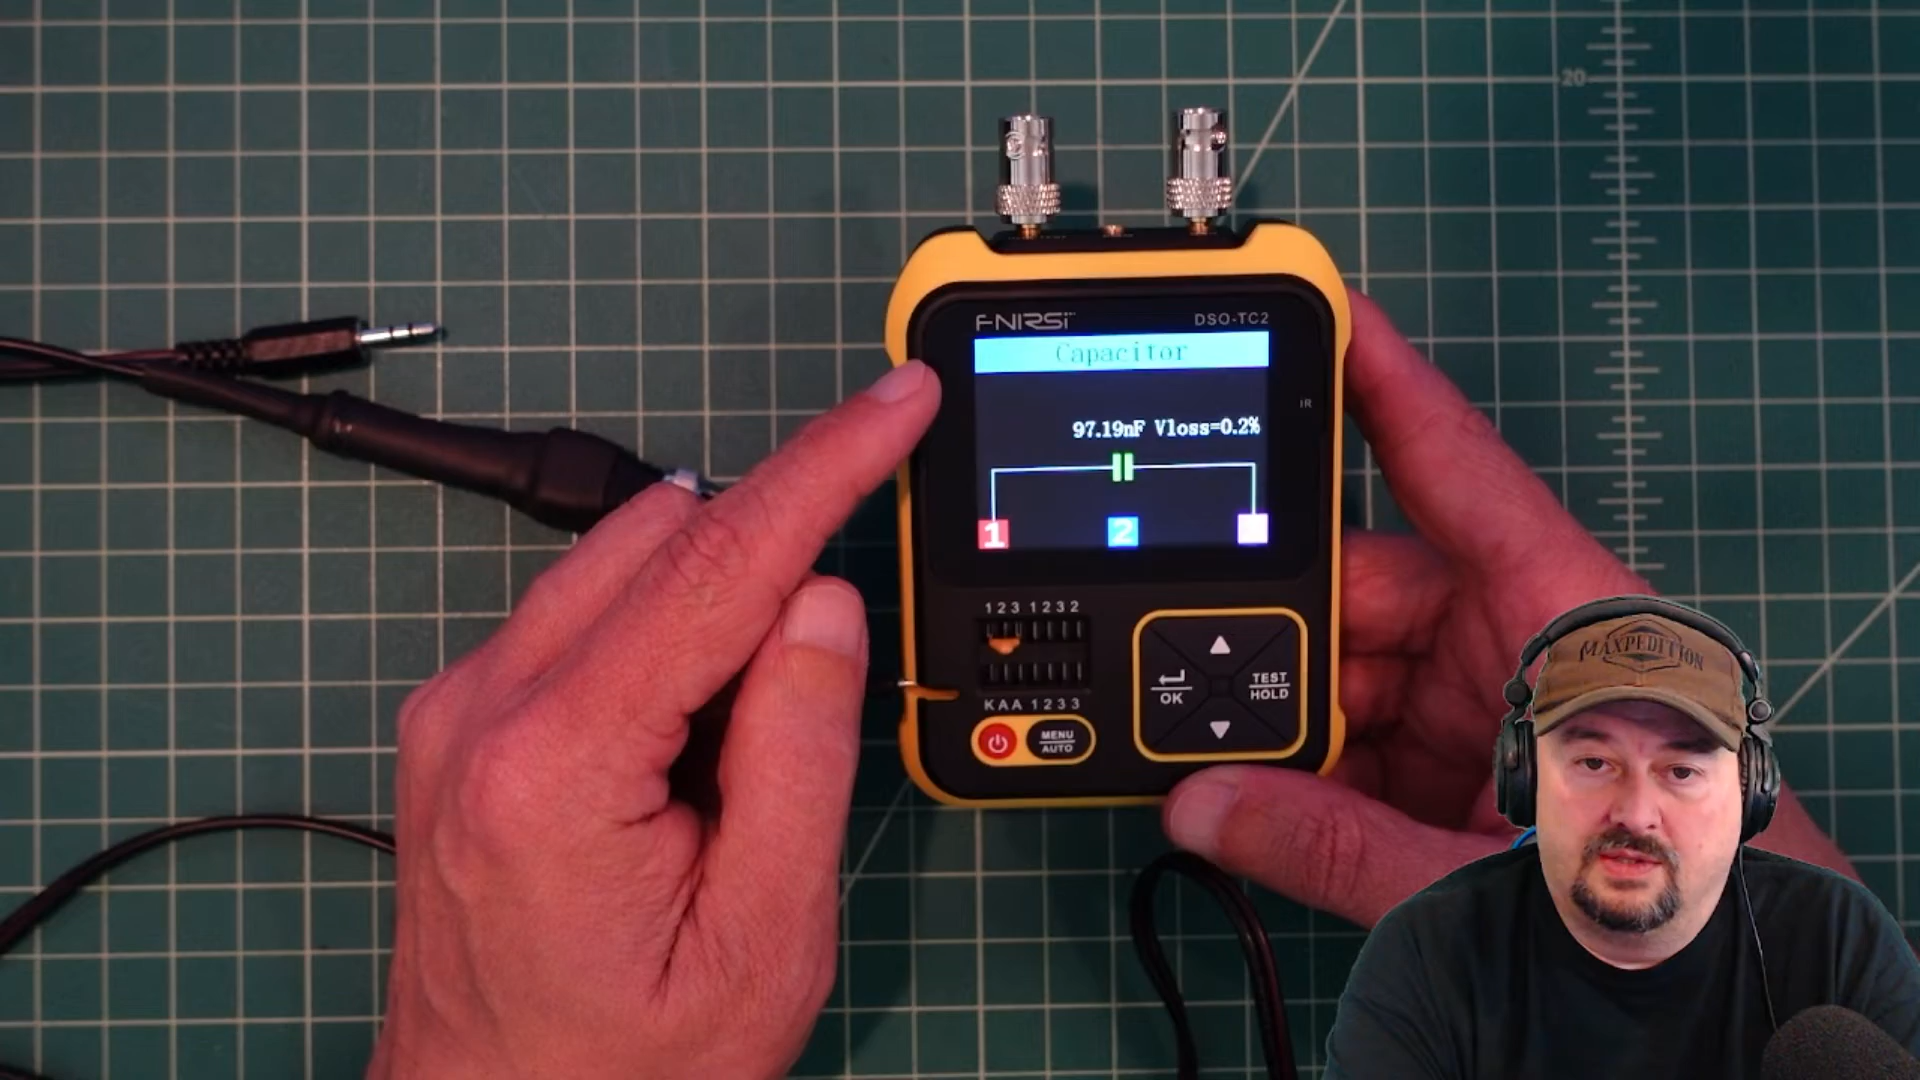 20
FNIRSI
DSO-TC2
Capacitor
IR
97.19nF Vloss=0.2%
1 2
1 2 3 1 2 3 2
K A A 1 2 3 3
OK
TEST
HOLD
MENU
AUTO
MAXPEDITION